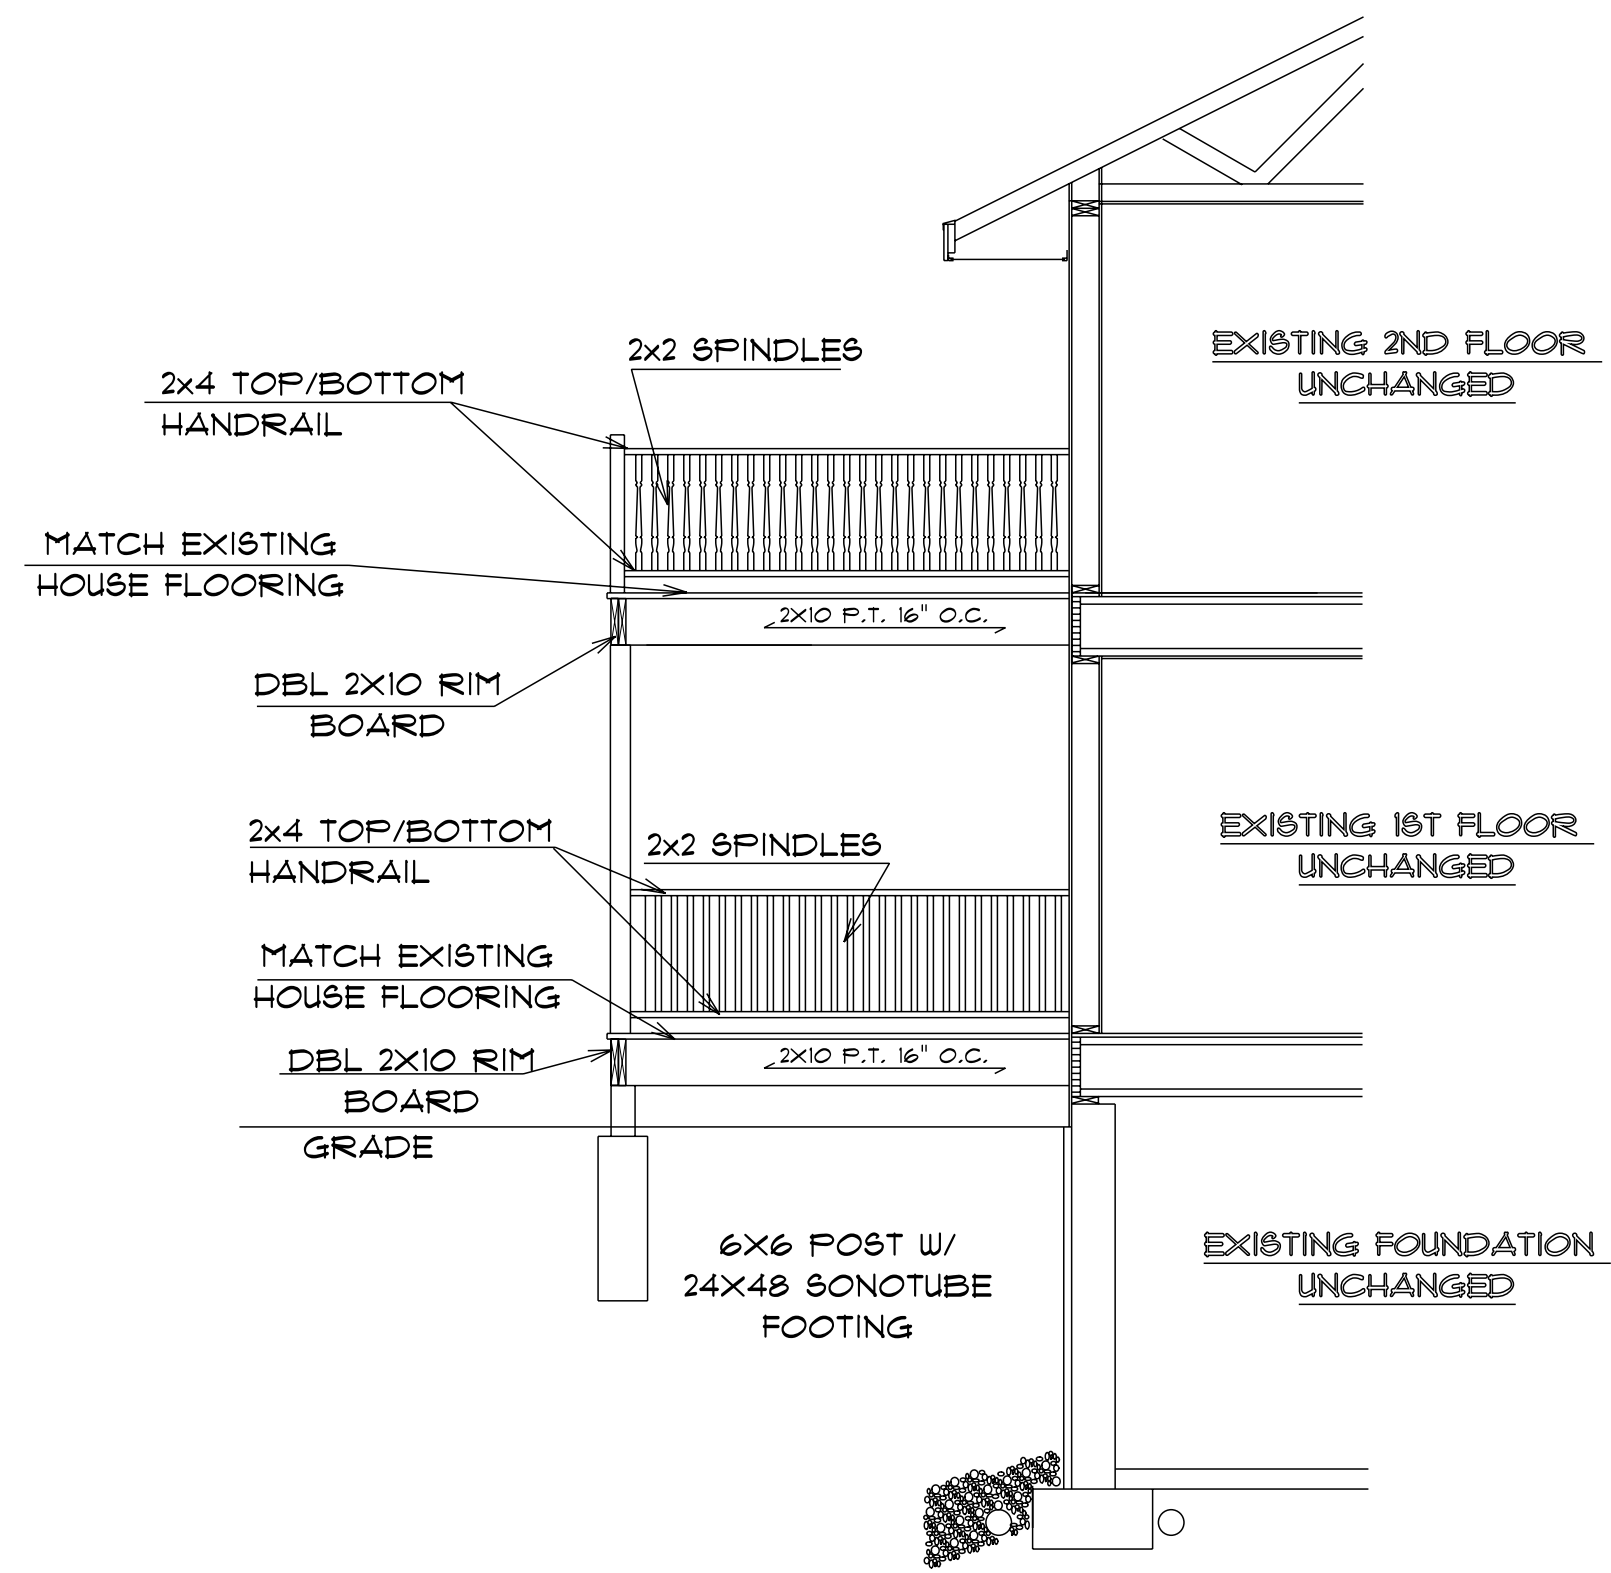 EXISTING 2ND FLOOR
UNCHANGED
2x2 SPINDLES
2x4 TOP/BOTTOM
HANDRAIL
MATCH EXISTING
HOUSE FLOORING
2X10 P.T. 16" O.C.
DBL 2X10 RIM
BOARD
EXISTING 1ST FLOOR
UNCHANGED
2x4 TOP/BOTTOM
HANDRAIL
2x2 SPINDLES
MATCH EXISTING
HOUSE FLOORING
DBL 2X10 RIM
BOARD
2X10 P.T. 16" O.C.
GRADE
6X6 POST W/
24X48 SONOTUBE
FOOTING
EXISTING FOUNDATION
UNCHANGED